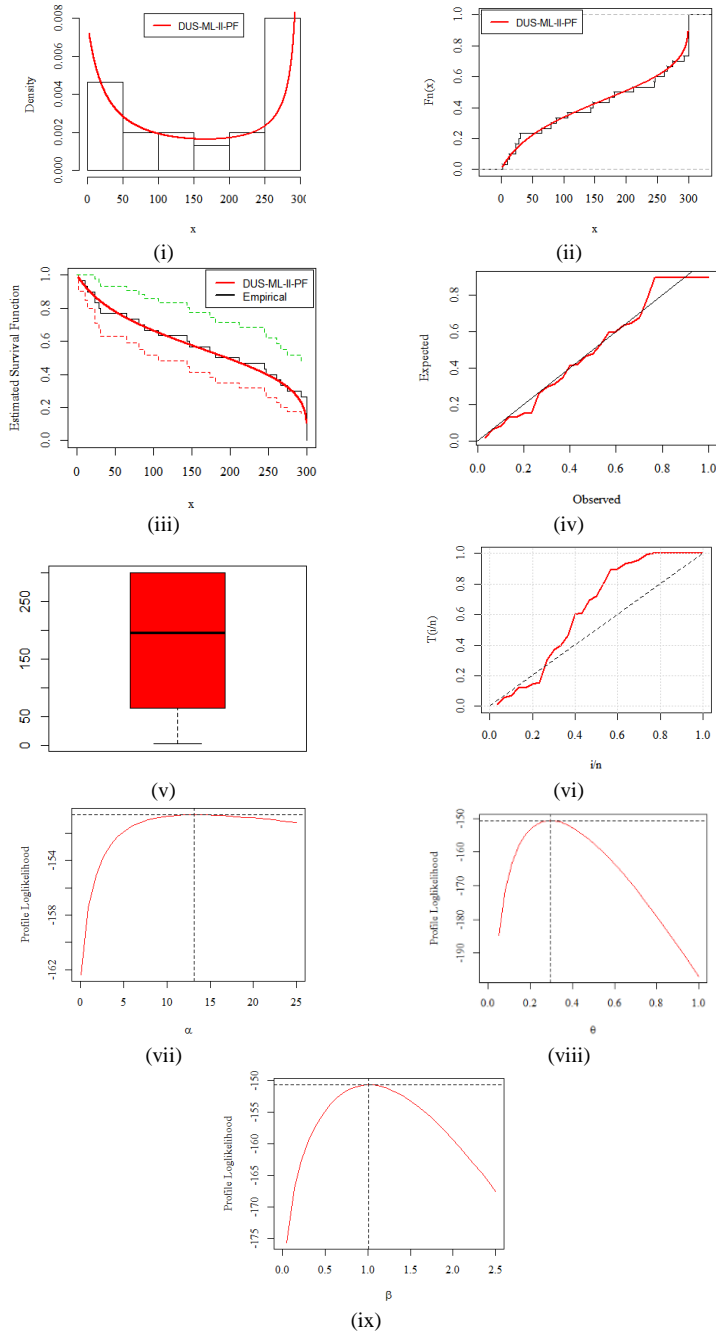 DUS-ML-II-PF
Density
0.000 0.002 0.004 0.006 0.008
0 50 100 150 200 250 300
x
(i)
DUS-ML-II-PF
Fn(x)
0.0 0.2 0.4 0.6 0.8 1.0
0 50 100 150 200 250 300
x
(ii)
DUS-ML-II-PF
Empirical
Estimated Survival Function
0.0 0.2 0.4 0.6 0.8 1.0
0 50 100 150 200 250 300
x
(iii)
Expected
0.0 0.2 0.4 0.6 0.8
0.0 0.2 0.4 0.6 0.8 1.0
Observed
(iv)
0 50 150 250
(v)
T(i/n)
0.0 0.2 0.4 0.6 0.8 1.0
0.0 0.2 0.4 0.6 0.8 1.0
i/n
(vi)
Profile Loglikelihood
-162 -158 -154
0 5 10 15 20 25
α
(vii)
Profile Loglikelihood
-190 -180 -170 -160 -150
0.0 0.2 0.4 0.6 0.8 1.0
θ
(viii)
Profile Loglikelihood
-175 -170 -165 -160 -155 -150
0.0 0.5 1.0 1.5 2.0 2.5
β
(ix)